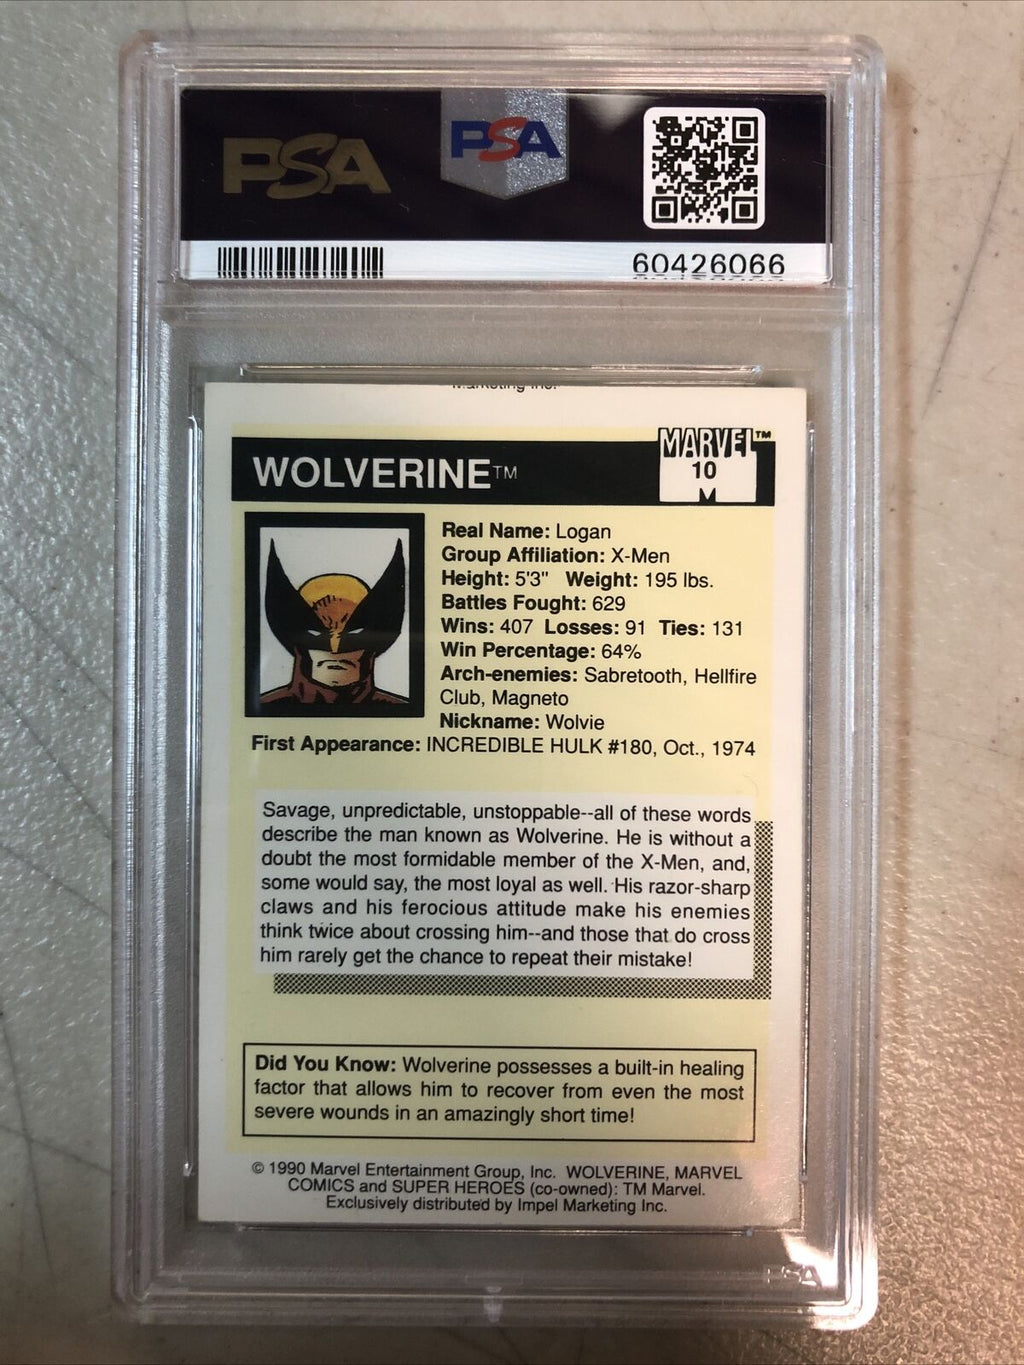 PSA PSA
60426066
Marketing Inc.
WOLVERINE™
MARVEL™
10
Real Name: Logan
Group Affiliation: X-Men
Height: 5'3" Weight: 195 lbs.
Battles Fought: 629
Wins: 407 Losses: 91 Ties: 131
Win Percentage: 64%
Arch-enemies: Sabretooth, Hellfire
Club, Magneto
Nickname: Wolvie
First Appearance: INCREDIBLE HULK #180, Oct., 1974
Savage, unpredictable, unstoppable--all of these words
describe the man known as Wolverine. He is without a
doubt the most formidable member of the X-Men, and,
some would say, the most loyal as well. His razor-sharp
claws and his ferocious attitude make his enemies
think twice about crossing him--and those that do cross
him rarely get the chance to repeat their mistake!
Did You Know: Wolverine possesses a built-in healing
factor that allows him to recover from even the most
severe wounds in an amazingly short time!
© 1990 Marvel Entertainment Group, Inc. WOLVERINE, MARVEL
COMICS and SUPER HEROES (co-owned): TM Marvel.
Exclusively distributed by Impel Marketing Inc.
PSA